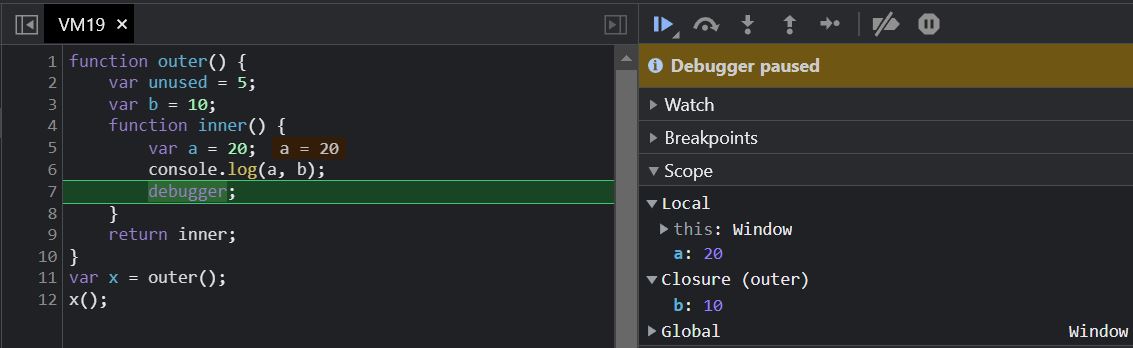 VM19 ×
1 function outer() {
2 var unused = 5;
3 var b = 10;
4 function inner() {
5 var a = 20; a = 20
6 console.log(a, b);
7 debugger;
8 }
9 return inner;
10 }
11 var x = outer();
12 x();
Debugger paused
Watch
Breakpoints
Scope
Local
this: Window
a: 20
Closure (outer)
b: 10
Global Window